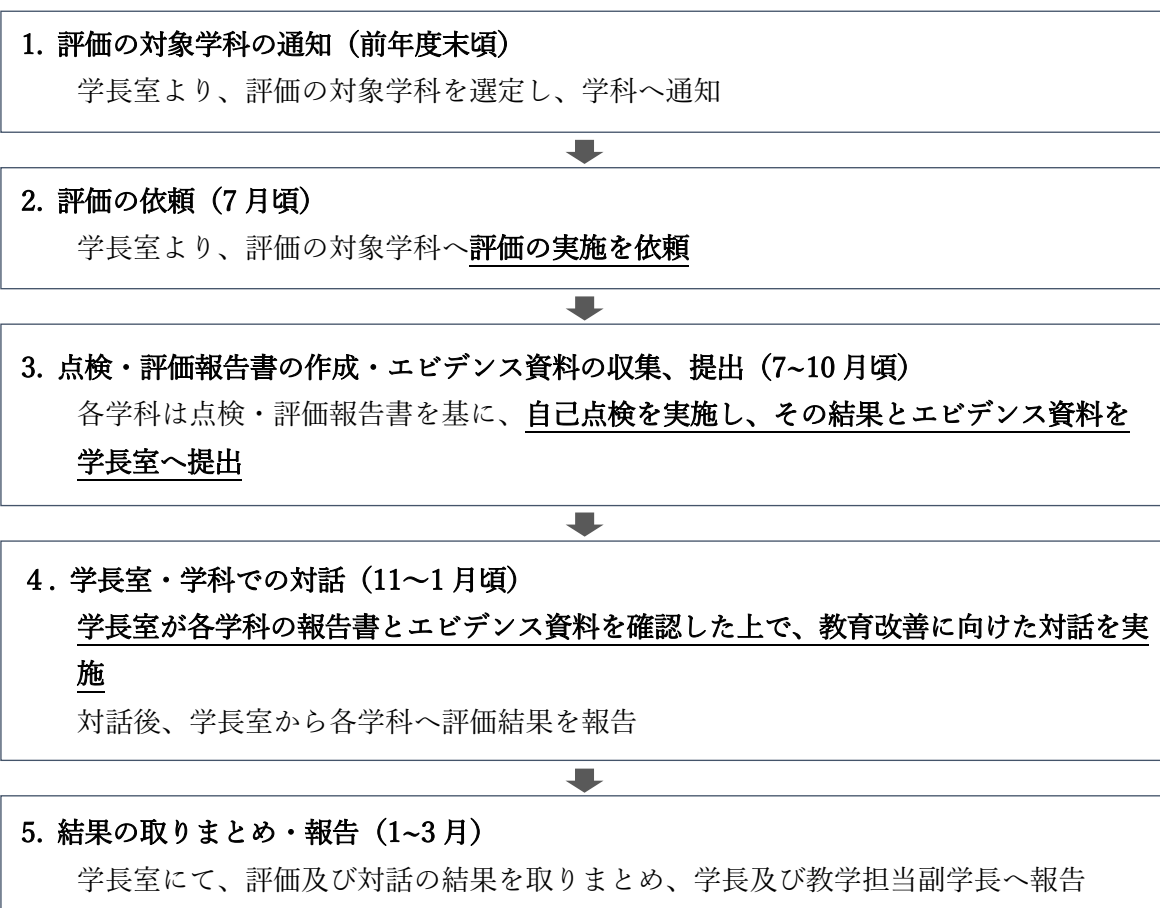 1. 評価の対象学科の通知（前年度末頃）
学長室より、評価の対象学科を選定し、学科へ通知
2. 評価の依頼（7 月頃）
学長室より、評価の対象学科へ評価の実施を依頼
3. 点検・評価報告書の作成・エビデンス資料の収集、提出（7~10 月頃）
各学科は点検・評価報告書を基に、自己点検を実施し、その結果とエビデンス資料を
学長室へ提出
４. 学長室・学科での対話（11～1 月頃）
学長室が各学科の報告書とエビデンス資料を確認した上で、教育改善に向けた対話を実
施
対話後、学長室から各学科へ評価結果を報告
5. 結果の取りまとめ・報告（1~3 月）
学長室にて、評価及び対話の結果を取りまとめ、学長及び教学担当副学長へ報告